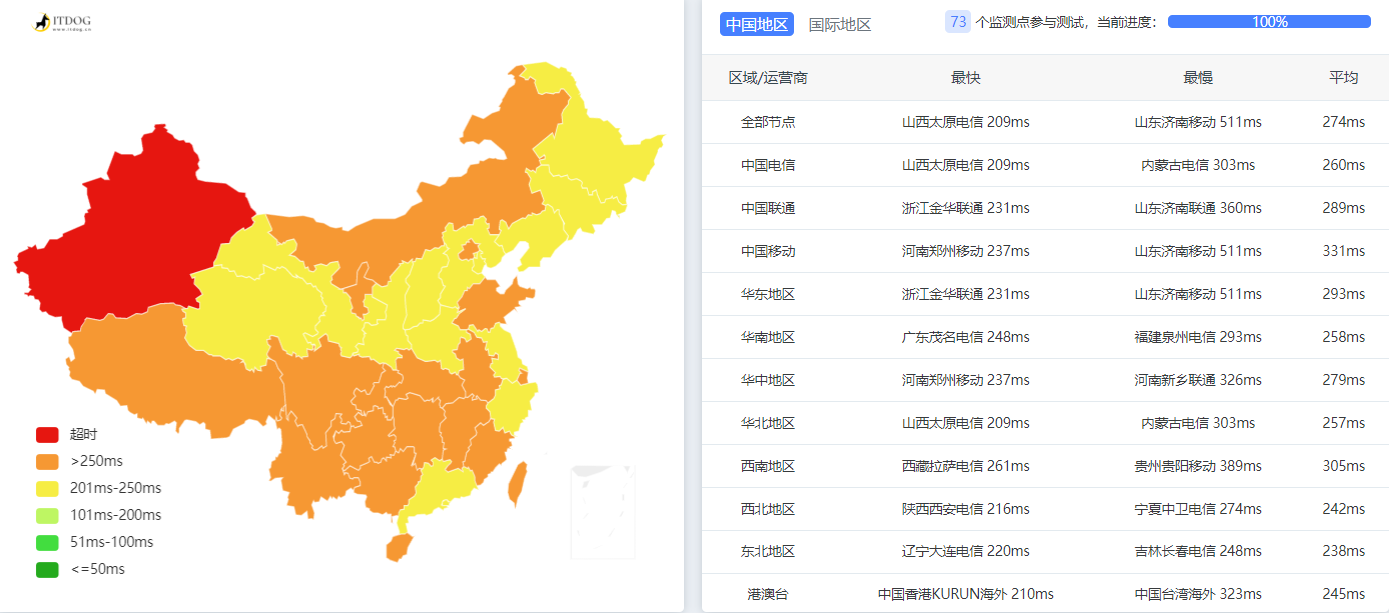 ITDOG
www.itdog.cn
超时
>250ms
201ms-250ms
101ms-200ms
51ms-100ms
<=50ms
中国地区 国际地区 73 个监测点参与测试，当前进度： 100%
区域/运营商 最快 最慢 平均
全部节点 山西太原电信 209ms 山东济南移动 511ms 274ms
中国电信 山西太原电信 209ms 内蒙古电信 303ms 260ms
中国联通 浙江金华联通 231ms 山东济南联通 360ms 289ms
中国移动 河南郑州移动 237ms 山东济南移动 511ms 331ms
华东地区 浙江金华联通 231ms 山东济南移动 511ms 293ms
华南地区 广东茂名电信 248ms 福建泉州电信 293ms 258ms
华中地区 河南郑州移动 237ms 河南新乡联通 326ms 279ms
华北地区 山西太原电信 209ms 内蒙古电信 303ms 257ms
西南地区 西藏拉萨电信 261ms 贵州贵阳移动 389ms 305ms
西北地区 陕西西安电信 216ms 宁夏中卫电信 274ms 242ms
东北地区 辽宁大连电信 220ms 吉林长春电信 248ms 238ms
港澳台 中国香港KURUN海外 210ms 中国台湾海外 323ms 245ms